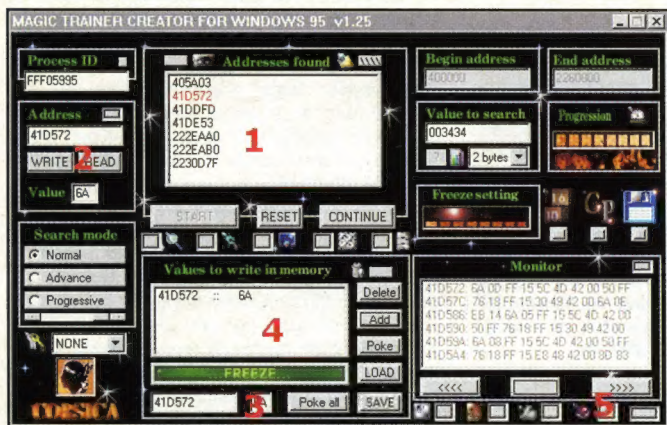 MAGIC TRAINER CREATOR FOR WINDOWS 95 v1.25
Process ID
FFF05995
Address
41D572
WRITE READ
2
Value 6A
Search mode
Normal
Advance
Progressive
NONE
CORSICA
Addresses found
405A03
41D572
41DDFD
41DE53
222EAA0
222EAB0
2230D7F
1
START RESET CONTINUE
Values to write in memory
41D572 :: 6A
4
Delete
Add
Poke
LOAD
SAVE
FREEZE
41D572
3
Poke all
Begin address
400000
End address
2260000
Value to search
003434
? 2 bytes
Progression
Freeze setting
Gp
Monitor
41D572: 6A 0D FF 15 5C 4D 42 00 50 FF
41D57C: 76 18 FF 15 30 49 42 00 6A 0E
41D586: EB 14 6A 05 FF 15 5C 4D 42 00
41D590: 50 FF 76 18 FF 15 30 49 42 00
41D59A: 6A 08 FF 15 5C 4D 42 00 50 FF
41D5A4: 76 18 FF 15 E8 48 42 00 8D 83
<<<< >>>>
5